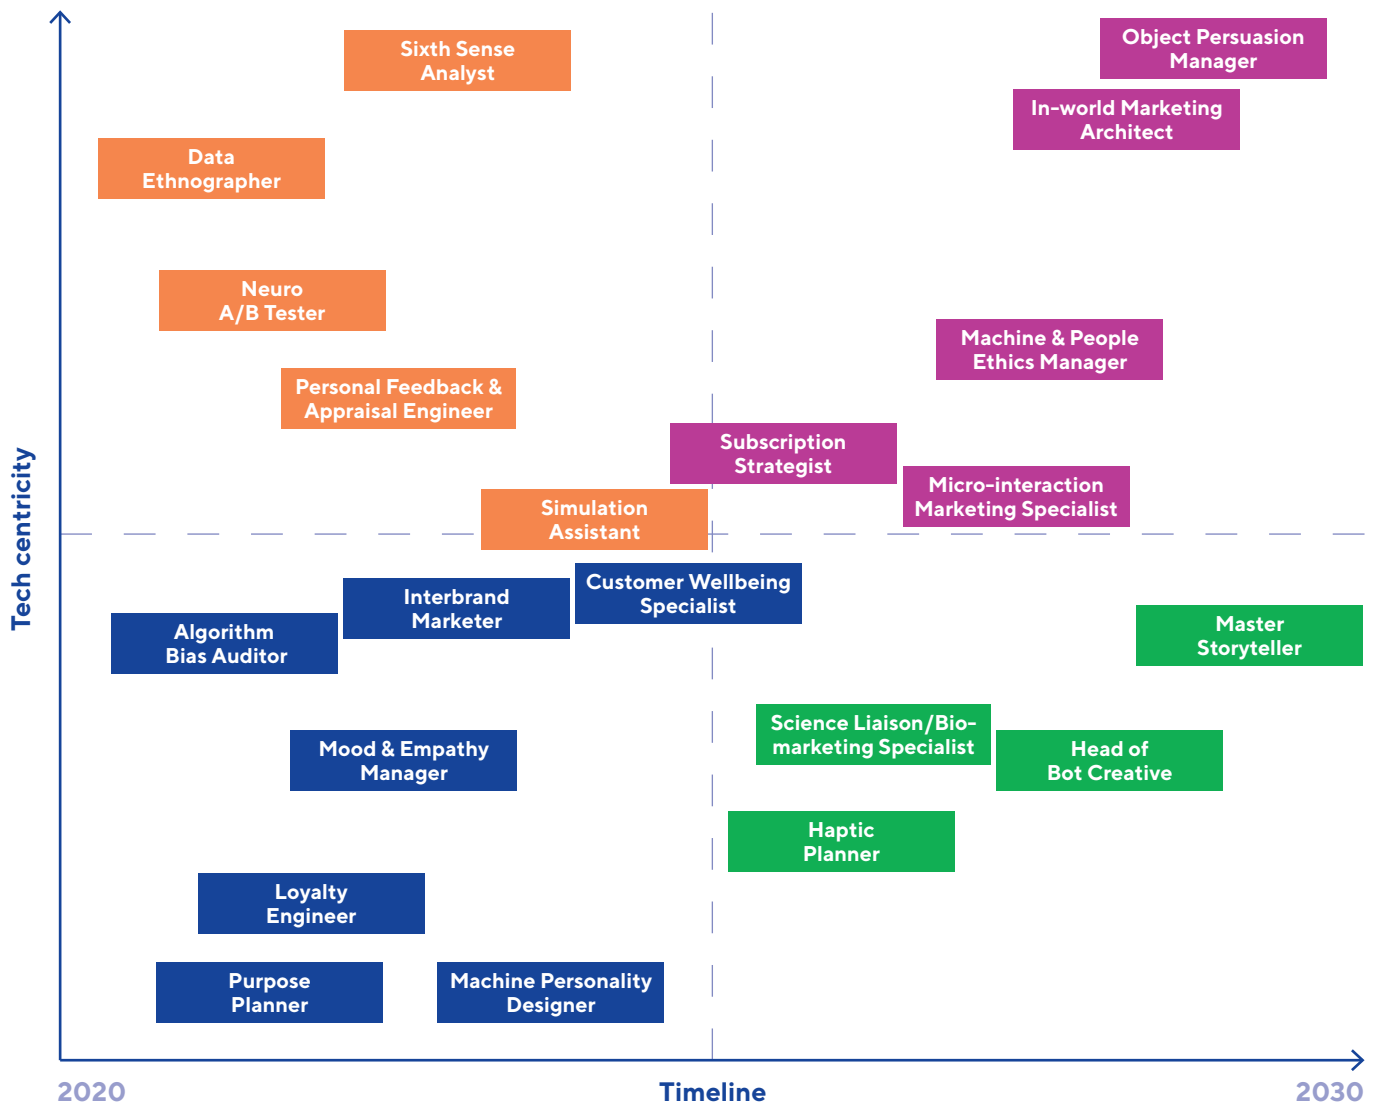 Sixth Sense
Analyst
Object Persuasion
Manager
In-world Marketing
Architect
Data
Ethnographer
Neuro
A/B Tester
Machine & People
Ethics Manager
Personal Feedback &
Appraisal Engineer
Subscription
Strategist
Micro-interaction
Marketing Specialist
Simulation
Assistant
Tech centricity
Customer Wellbeing
Specialist
Interbrand
Marketer
Algorithm
Bias Auditor
Master
Storyteller
Science Liaison/Bio-
marketing Specialist
Mood & Empathy
Manager
Head of
Bot Creative
Haptic
Planner
Loyalty
Engineer
Purpose
Planner
Machine Personality
Designer
2020
Timeline
2030